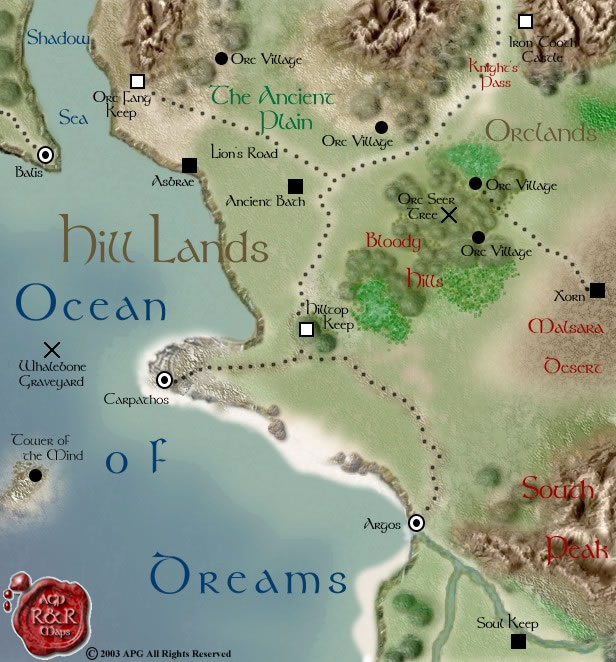 Shadow
Sea
Orc Village
Iron Tooth
Castle
Knight's
Pass
Orc Fang
Keep
The Ancient
Plain
Orc Village
Orclands
Balis
Lion's Road
Asbrae
Ancient Bath
Orc Village
Orc Seer
Tree
Bloody
Hills
Orc Village
Hill Lands
Xorn
Malsara
Desert
Ocean
Hilltop
Keep
Whalebone
Graveyard
Carpathos
Tower of
the Mind
of
South
Peak
Argos
Dreams
Soul Keep
AGP
R&R
Maps
© 2003 APG All Rights Reserved